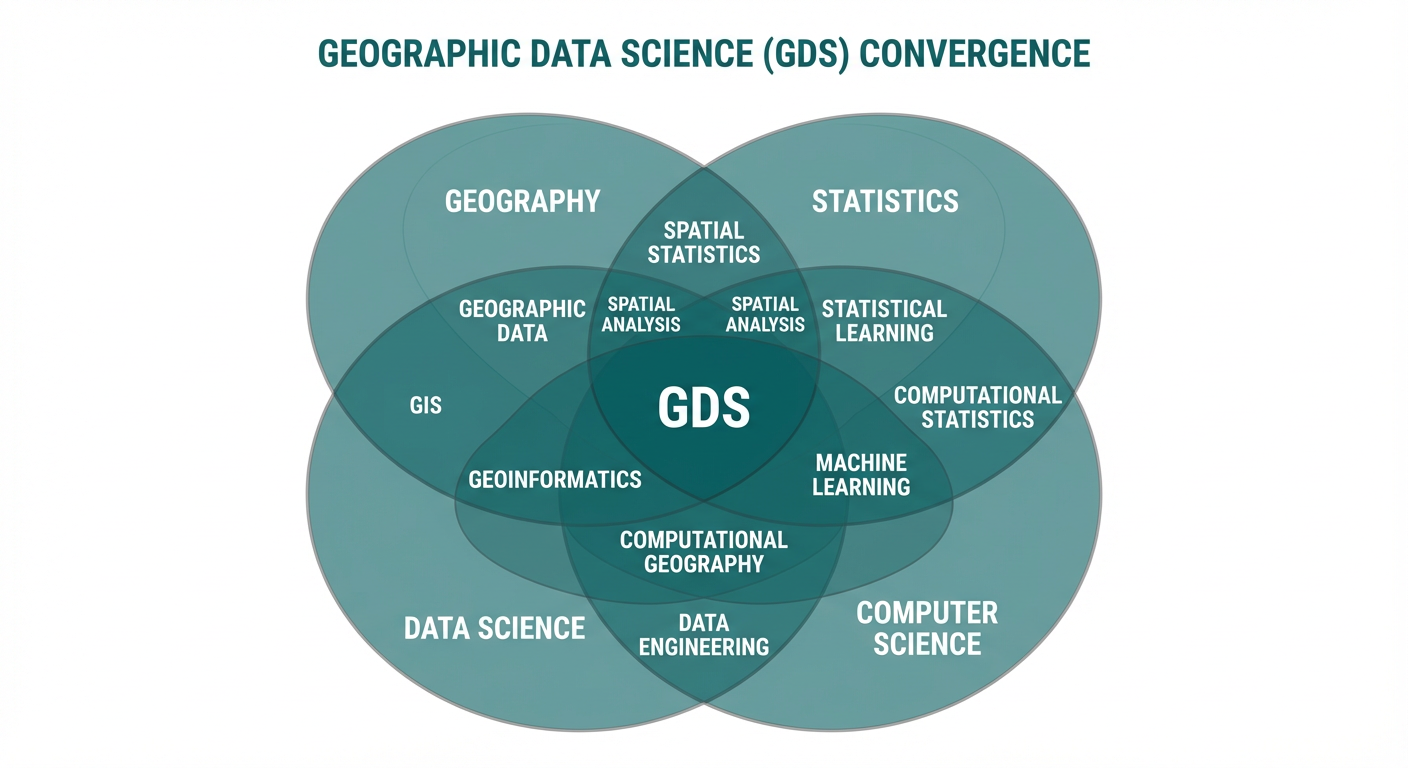 GEOGRAPHIC DATA SCIENCE (GDS) CONVERGENCE
GEOGRAPHY
STATISTICS
SPATIAL
STATISTICS
GEOGRAPHIC
DATA
SPATIAL
ANALYSIS
SPATIAL
ANALYSIS
STATISTICAL
LEARNING
GIS
GDS
COMPUTATIONAL
STATISTICS
GEOINFORMATICS
MACHINE
LEARNING
COMPUTATIONAL
GEOGRAPHY
DATA SCIENCE
DATA
ENGINEERING
COMPUTER
SCIENCE